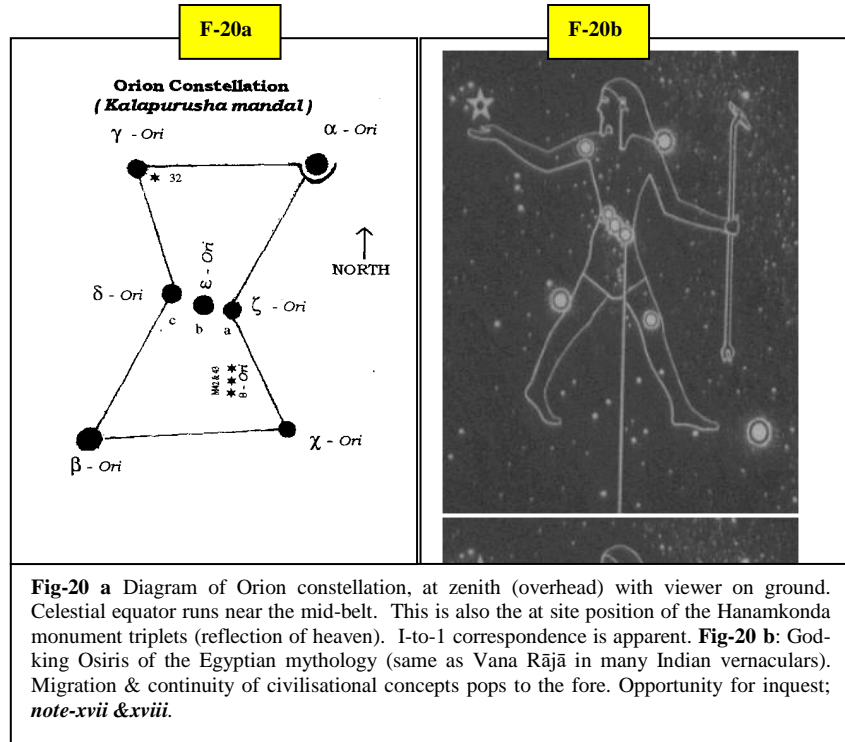 F-20a
F-20b
Orion Constellation
( Kalapurusha mandal )
γ - Ori
α - Ori
32
NORTH
ε - Ori
δ - Ori
ζ - Ori
c b a
M42 & 43
θ - Ori
β - Ori
χ - Ori
Fig-20 a Diagram of Orion constellation, at zenith (overhead) with viewer on ground.
Celestial equator runs near the mid-belt. This is also the at site position of the Hanamkonda
monument triplets (reflection of heaven). I-to-1 correspondence is apparent. Fig-20 b: God-
king Osiris of the Egyptian mythology (same as Vana Rājā in many Indian vernaculars).
Migration & continuity of civilisational concepts pops to the fore. Opportunity for inquest;
note-xvii &xviii.